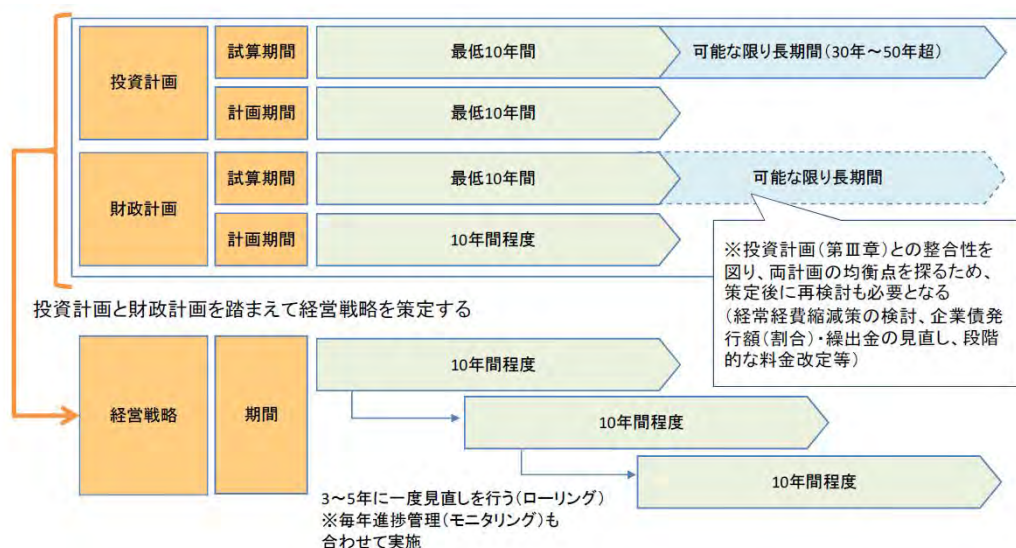 投資計画
試算期間
最低10年間
可能な限り長期間(30年～50年超)
計画期間
最低10年間
財政計画
試算期間
最低10年間
可能な限り長期間
計画期間
10年間程度
※投資計画(第Ⅲ章)との整合性を
図り、両計画の均衡点を探るため、
策定後に再検討も必要となる
(経常経費縮減策の検討、企業債発
行額(割合)・繰出金の見直し、段階
的な料金改定等)
投資計画と財政計画を踏まえて経営戦略を策定する
経営戦略
期間
10年間程度
10年間程度
10年間程度
3～5年に一度見直しを行う(ローリング)
※毎年進捗管理(モニタリング)も
合わせて実施